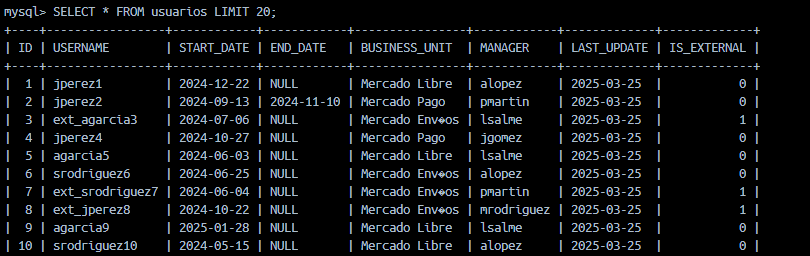 mysql> SELECT * FROM usuarios LIMIT 20;
+----+-----------------+------------+------------+---------------+------------+-------------+-------------+
| ID | USERNAME        | START_DATE | END_DATE   | BUSINESS_UNIT | MANAGER    | LAST_UPDATE | IS_EXTERNAL |
+----+-----------------+------------+------------+---------------+------------+-------------+-------------+
|  1 | jperez1         | 2024-12-22 | NULL       | Mercado Libre | alopez     | 2025-03-25  |           0 |
|  2 | jperez2         | 2024-09-13 | 2024-11-10 | Mercado Pago  | pmartin    | 2025-03-25  |           0 |
|  3 | ext_agarcia3    | 2024-07-06 | NULL       | Mercado Env�os | lsalme     | 2025-03-25  |           1 |
|  4 | jperez4         | 2024-10-27 | NULL       | Mercado Pago  | jgomez     | 2025-03-25  |           0 |
|  5 | agarcia5        | 2024-06-03 | NULL       | Mercado Libre | lsalme     | 2025-03-25  |           0 |
|  6 | srodriguez6     | 2024-06-25 | NULL       | Mercado Env�os | alopez     | 2025-03-25  |           0 |
|  7 | ext_srodriguez7 | 2024-06-04 | NULL       | Mercado Env�os | pmartin    | 2025-03-25  |           1 |
|  8 | ext_jperez8     | 2024-10-22 | NULL       | Mercado Env�os | mrodriguez | 2025-03-25  |           1 |
|  9 | agarcia9        | 2025-01-28 | NULL       | Mercado Libre | lsalme     | 2025-03-25  |           0 |
| 10 | srodriguez10    | 2024-05-15 | NULL       | Mercado Libre | alopez     | 2025-03-25  |           0 |